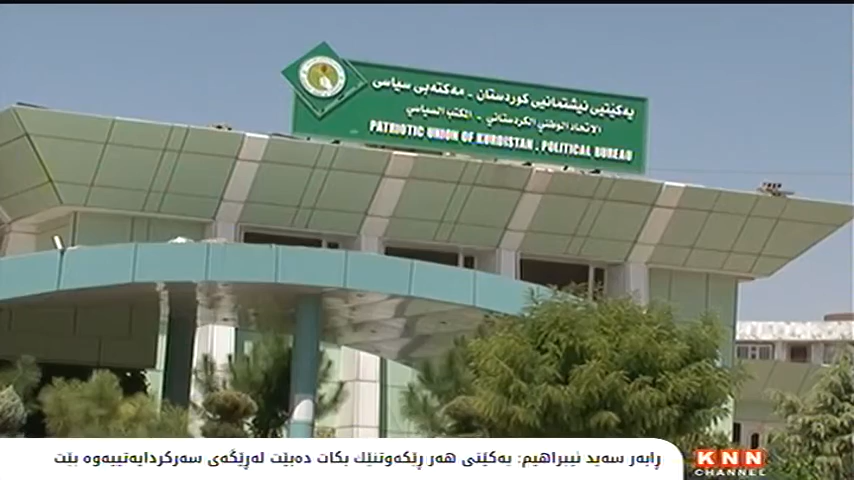 یەکێتیی نیشتمانیی کوردستان - مەکتەبی سیاسی
الاتحاد الوطني الكردستاني - المكتب السياسي
PATRIOTIC UNION OF KURDISTAN . POLITICAL BUREAU
ڕابەر سەید ئیبراهیم: یەکێتی هەر ڕێکەوتنێك بکات دەبێت لەڕێگەی سەرکردایەتییەوە بێت
KNN
CHANNEL